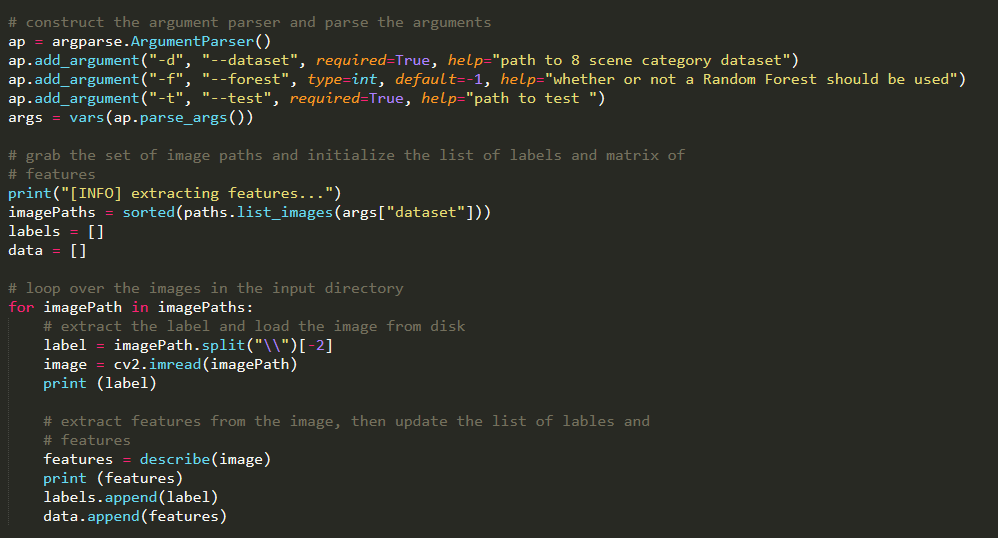 # construct the argument parser and parse the arguments
ap = argparse.ArgumentParser()
ap.add_argument("-d", "--dataset", required=True, help="path to 8 scene category dataset")
ap.add_argument("-f", "--forest", type=int, default=-1, help="whether or not a Random Forest should be used")
ap.add_argument("-t", "--test", required=True, help="path to test ")
args = vars(ap.parse_args())

# grab the set of image paths and initialize the list of labels and matrix of
# features
print("[INFO] extracting features...")
imagePaths = sorted(paths.list_images(args["dataset"]))
labels = []
data = []

# loop over the images in the input directory
for imagePath in imagePaths:
    # extract the label and load the image from disk
    label = imagePath.split("\\")[-2]
    image = cv2.imread(imagePath)
    print (label)

    # extract features from the image, then update the list of lables and
    # features
    features = describe(image)
    print (features)
    labels.append(label)
    data.append(features)